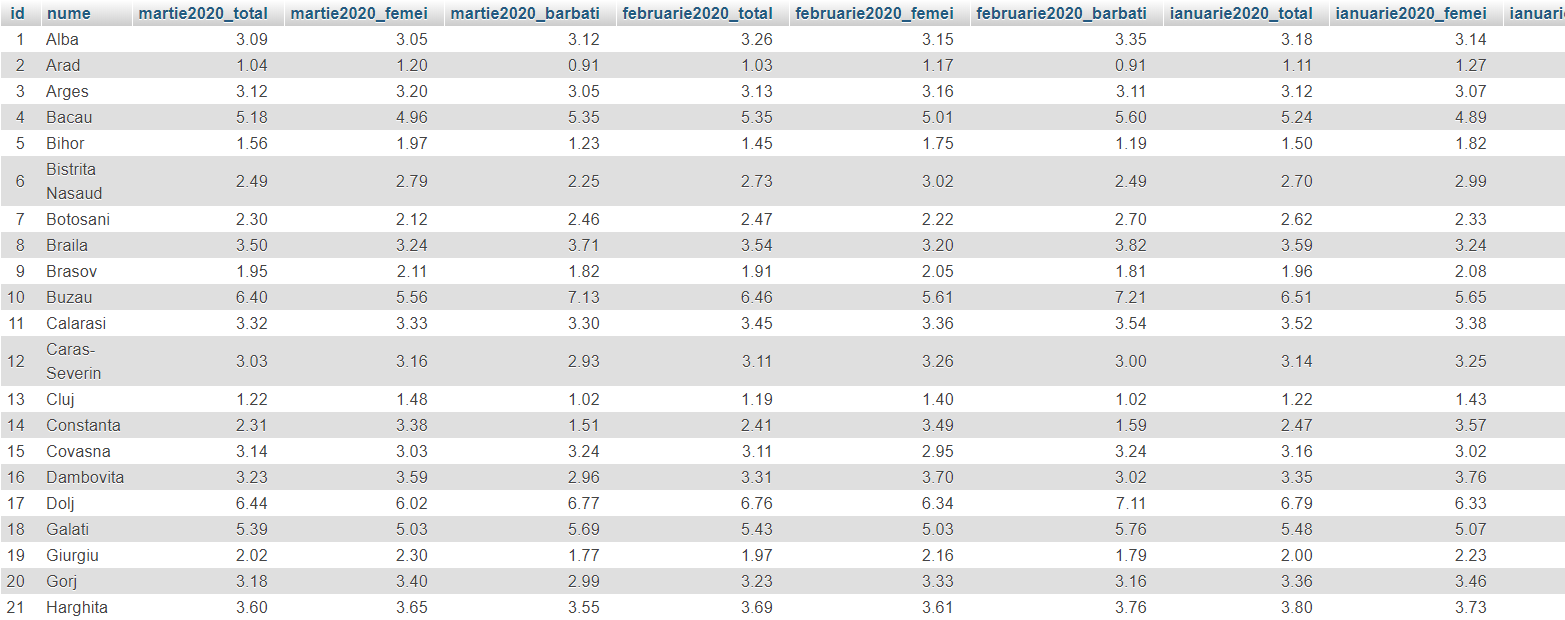 id nume martie2020_total martie2020_femei martie2020_barbati februarie2020_total februarie2020_femei februarie2020_barbati ianuarie2020_total ianuarie2020_femei ianuari
1 Alba 3.09 3.05 3.12 3.26 3.15 3.35 3.18 3.14
2 Arad 1.04 1.20 0.91 1.03 1.17 0.91 1.11 1.27
3 Arges 3.12 3.20 3.05 3.13 3.16 3.11 3.12 3.07
4 Bacau 5.18 4.96 5.35 5.35 5.01 5.60 5.24 4.89
5 Bihor 1.56 1.97 1.23 1.45 1.75 1.19 1.50 1.82
Bistrita
6 2.49 2.79 2.25 2.73 3.02 2.49 2.70 2.99
Nasaud
7 Botosani 2.30 2.12 2.46 2.47 2.22 2.70 2.62 2.33
8 Braila 3.50 3.24 3.71 3.54 3.20 3.82 3.59 3.24
9 Brasov 1.95 2.11 1.82 1.91 2.05 1.81 1.96 2.08
10 Buzau 6.40 5.56 7.13 6.46 5.61 7.21 6.51 5.65
11 Calarasi 3.32 3.33 3.30 3.45 3.36 3.54 3.52 3.38
Caras-
12 3.03 3.16 2.93 3.11 3.26 3.00 3.14 3.25
Severin
13 Cluj 1.22 1.48 1.02 1.19 1.40 1.02 1.22 1.43
14 Constanta 2.31 3.38 1.51 2.41 3.49 1.59 2.47 3.57
15 Covasna 3.14 3.03 3.24 3.11 2.95 3.24 3.16 3.02
16 Dambovita 3.23 3.59 2.96 3.31 3.70 3.02 3.35 3.76
17 Dolj 6.44 6.02 6.77 6.76 6.34 7.11 6.79 6.33
18 Galati 5.39 5.03 5.69 5.43 5.03 5.76 5.48 5.07
19 Giurgiu 2.02 2.30 1.77 1.97 2.16 1.79 2.00 2.23
20 Gorj 3.18 3.40 2.99 3.23 3.33 3.16 3.36 3.46
21 Harghita 3.60 3.65 3.55 3.69 3.61 3.76 3.80 3.73